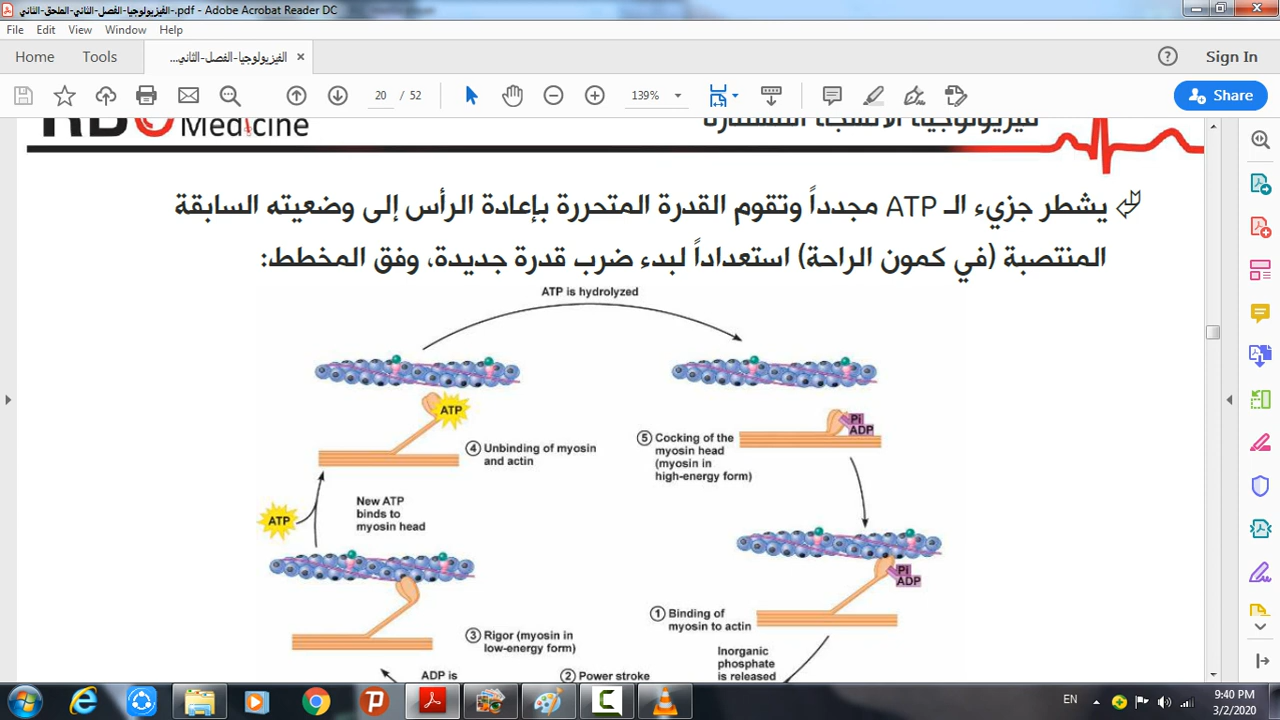 الفيزيولوجيا-الفصل-الثاني-الملحق-الثاني-.pdf - Adobe Acrobat Reader DC
File Edit View Window Help
Home Tools الفيزيولوجيا-الفصل-الثاني... × Sign In
20 / 52 139% Share
RBO Medicine
فيزيولوجيا الأنسجة المستثارة
يشطر جزيء الـ ATP مجدداً وتقوم القدرة المتحررة بإعادة الرأس إلى وضعيته السابقة
المنتصبة (في كمون الراحة) استعداداً لبدء ضرب قدرة جديدة، وفق المخطط:
ATP is hydrolyzed
ATP
④ Unbinding of myosin
and actin
Pi
ADP
⑤ Cocking of the
myosin head
(myosin in
high-energy form)
ATP
New ATP
binds to
myosin head
Pi
ADP
① Binding of
myosin to actin
③ Rigor (myosin in
low-energy form)
Inorganic
phosphate
is released
ADP is
② Power stroke
EN
9:40 PM
3/2/2020